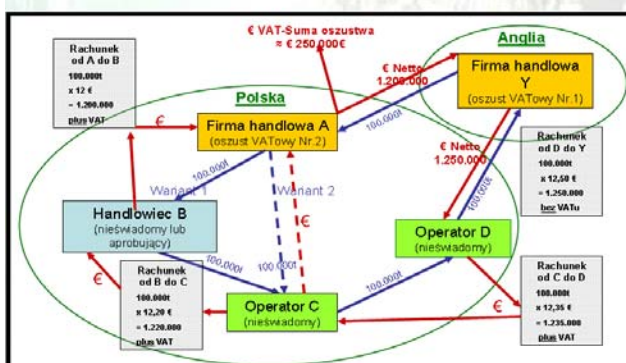 € VAT-Suma oszustwa
≈ € 250.000€
Anglia
Rachunek
od A do B
100.000t
x 12 €
= 1.200.000
plus VAT
€ Netto
1.200.000
Firma handlowa
Y
(oszust VATowy Nr.1)
Polska
€
Firma handlowa A
(oszust VATowy Nr.2)
100.000t
€ Netto
1.250.000
Rachunek
od D do Y
100.000t
x 12,50 €
= 1.250.000
bez VATu
100.000t
Wariant 1
Wariant 2
100.000t
€
Handlowiec B
(nieświadomy lub
aprobujący)
Operator D
(nieświadomy)
€
Rachunek
od B do C
100.000t
x 12,20 €
= 1.220.000
plus VAT
100.000t
100.000t
100.000t
Operator C
(nieświadomy)
€
Rachunek
od C do D
100.000t
x 12,35 €
= 1.235.000
plus VAT